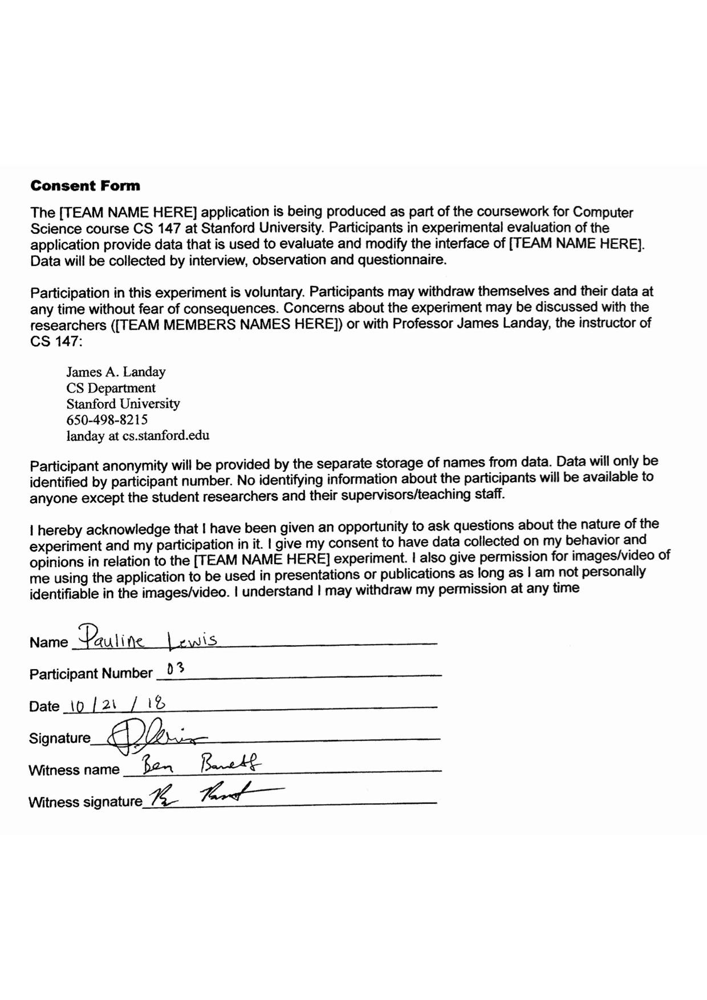 Consent Form
The [TEAM NAME HERE] application is being produced as part of the coursework for Computer
Science course CS 147 at Stanford University. Participants in experimental evaluation of the
application provide data that is used to evaluate and modify the interface of [TEAM NAME HERE].
Data will be collected by interview, observation and questionnaire.
Participation in this experiment is voluntary. Participants may withdraw themselves and their data at
any time without fear of consequences. Concerns about the experiment may be discussed with the
researchers ([TEAM MEMBERS NAMES HERE]) or with Professor James Landay, the instructor of
CS 147:
James A. Landay
CS Department
Stanford University
650-498-8215
landay at cs.stanford.edu
Participant anonymity will be provided by the separate storage of names from data. Data will only be
identified by participant number. No identifying information about the participants will be available to
anyone except the student researchers and their supervisors/teaching staff.
I hereby acknowledge that I have been given an opportunity to ask questions about the nature of the
experiment and my participation in it. I give my consent to have data collected on my behavior and
opinions in relation to the [TEAM NAME HERE] experiment. I also give permission for images/video of
me using the application to be used in presentations or publications as long as I am not personally
identifiable in the images/video. I understand I may withdraw my permission at any time
Name Pauline Lewis
Participant Number 03
Date 10/21/18
Signature
Witness name Ben
Witness signature